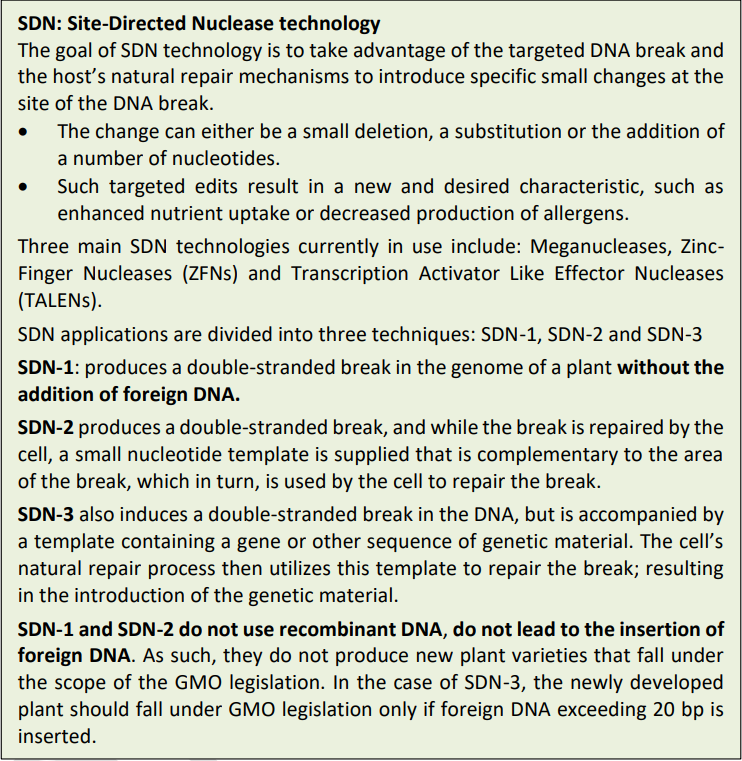 SDN: Site-Directed Nuclease technology
The goal of SDN technology is to take advantage of the targeted DNA break and
the host’s natural repair mechanisms to introduce specific small changes at the
site of the DNA break.
• The change can either be a small deletion, a substitution or the addition of
a number of nucleotides.
• Such targeted edits result in a new and desired characteristic, such as
enhanced nutrient uptake or decreased production of allergens.
Three main SDN technologies currently in use include: Meganucleases, Zinc-
Finger Nucleases (ZFNs) and Transcription Activator Like Effector Nucleases
(TALENs).
SDN applications are divided into three techniques: SDN-1, SDN-2 and SDN-3
SDN-1: produces a double-stranded break in the genome of a plant without the
addition of foreign DNA.
SDN-2 produces a double-stranded break, and while the break is repaired by the
cell, a small nucleotide template is supplied that is complementary to the area
of the break, which in turn, is used by the cell to repair the break.
SDN-3 also induces a double-stranded break in the DNA, but is accompanied by
a template containing a gene or other sequence of genetic material. The cell’s
natural repair process then utilizes this template to repair the break; resulting
in the introduction of the genetic material.
SDN-1 and SDN-2 do not use recombinant DNA, do not lead to the insertion of
foreign DNA. As such, they do not produce new plant varieties that fall under
the scope of the GMO legislation. In the case of SDN-3, the newly developed
plant should fall under GMO legislation only if foreign DNA exceeding 20 bp is
inserted.